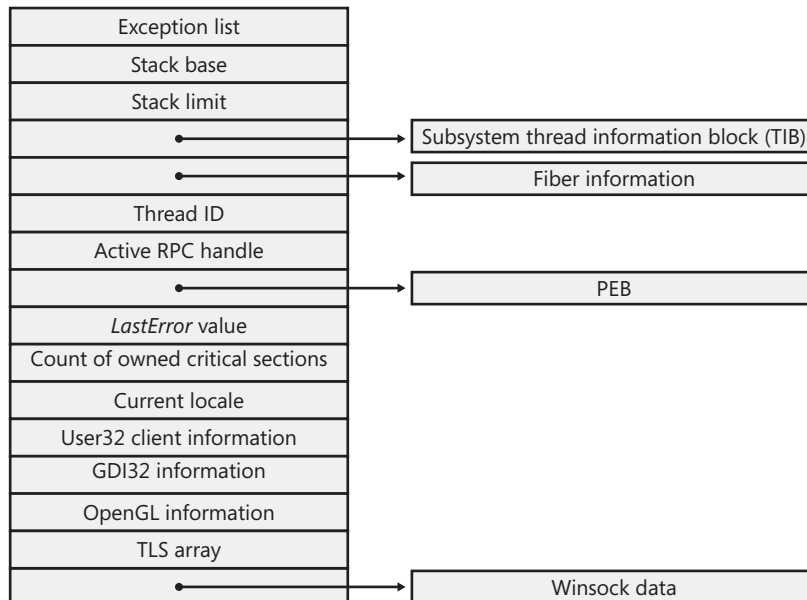 Exception list
Stack base
Stack limit
Subsystem thread information block (TIB)
Fiber information
Thread ID
Active RPC handle
PEB
LastError value
Count of owned critical sections
Current locale
User32 client information
GDI32 information
OpenGL information
TLS array
Winsock data